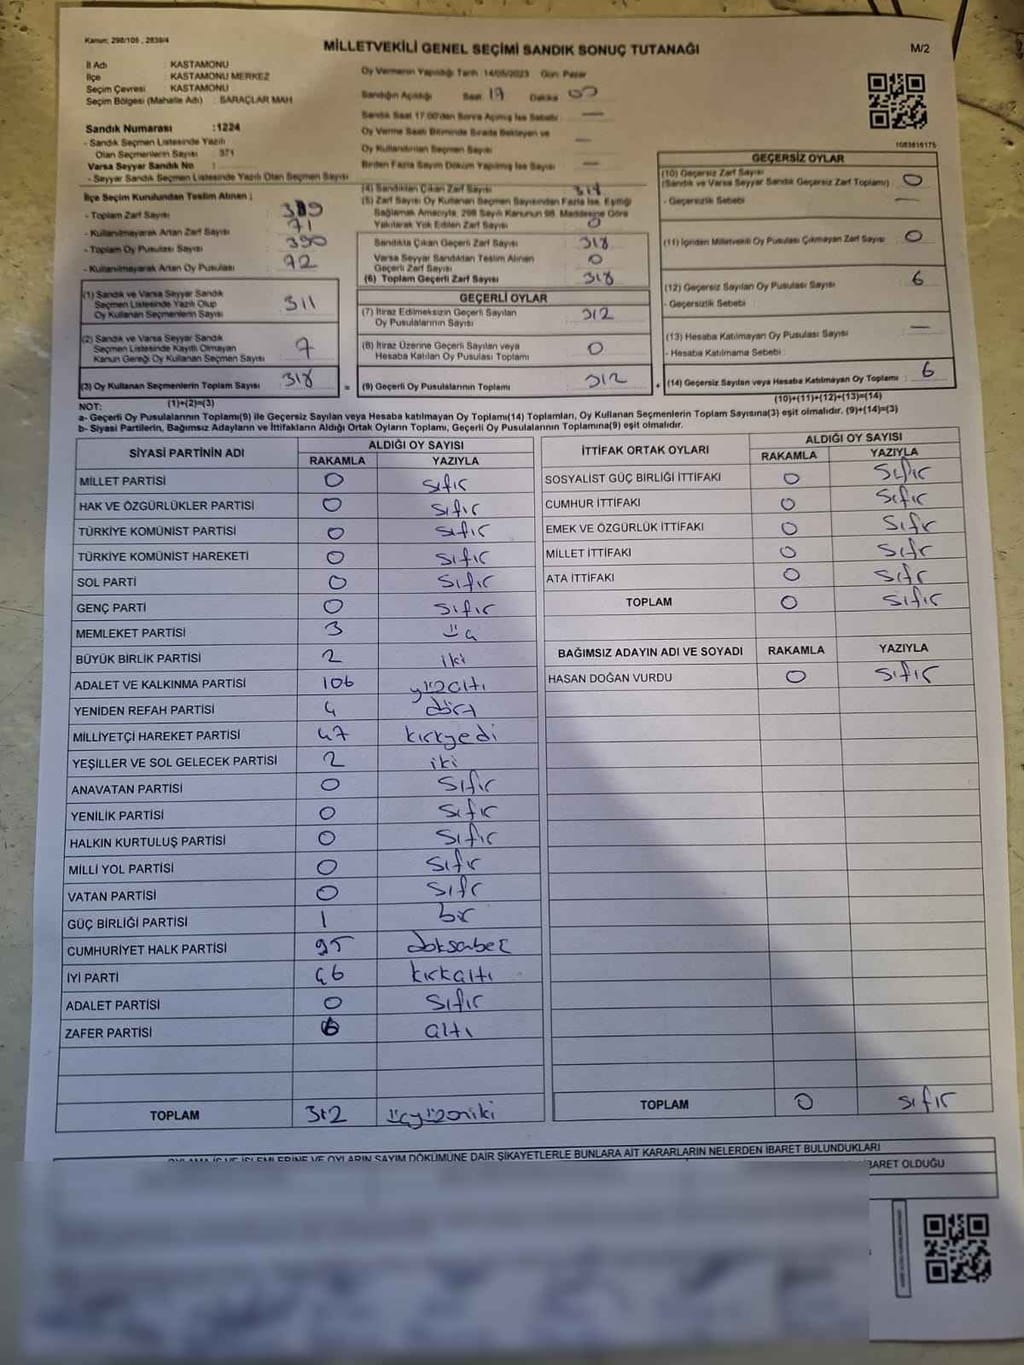 Kanun: 298/105 , 2839/4
MİLLETVEKİLİ GENEL SEÇİMİ SANDIK SONUÇ TUTANAĞI
M/2
İl Adı : KASTAMONU
İlçe : KASTAMONU MERKEZ
Seçim Çevresi : KASTAMONU
Seçim Bölgesi (Mahalle Adı) : SARAÇLAR MAH
Sandık Numarası :1224
- Sandık Seçmen Listesinde Yazılı
Olan Seçmenlerin Sayısı : 371
Varsa Seyyar Sandık No :
- Seyyar Sandık Seçmen Listesinde Yazılı Olan Seçmen Sayısı
Oy Vermenin Yapıldığı Tarih 14/05/2023 Gün Pazar
Sandığın Açıldığı Saat 17 Dakika
Sandık Saat 17:00'den Sonra Açılmış İse Sebebi —
Oy Verme Saati Bitiminde Sırada Bekleyen ve
Oy Kullandırılan Seçmen Sayısı —
Birden Fazla Sayım Döküm Yapılmış İse Sayısı —
1083816175
İlçe Seçim Kurulundan Teslim Alınan ;
- Toplam Zarf Sayısı 389
- Kullanılmayarak Artan Zarf Sayısı 71
- Toplam Oy Pusulası Sayısı 390
- Kullanılmayarak Artan Oy Pusulası 72
(1) Sandık ve Varsa Seyyar Sandık
Seçmen Listesinde Yazılı Olup
Oy Kullanan Seçmenlerin Sayısı 311
(2) Sandık ve Varsa Seyyar Sandık
Seçmen Listesinde Kayıtlı Olmayan
Kanun Gereği Oy Kullanan Seçmen Sayısı 7
(3) Oy Kullanan Seçmenlerin Toplam Sayısı 318
(1)+(2)=(3)
(4) Sandıktan Çıkan Zarf Sayısı 318
(5) Zarf Sayısı Oy Kullanan Seçmen Sayısından Fazla İse, Eşitliği
Sağlamak Amacıyla, 298 Sayılı Kanunun 98. Maddesine Göre
Yakılarak Yok Edilen Zarf Sayısı 0
Sandıkta Çıkan Geçerli Zarf Sayısı 318
Varsa Seyyar Sandıktan Teslim Alınan
Geçerli Zarf Sayısı 0
(6) Toplam Geçerli Zarf Sayısı 318
GEÇERLİ OYLAR
(7) İtiraz Edilmeksizin Geçerli Sayılan
Oy Pusulalarının Sayısı 312
(8) İtiraz Üzerine Geçerli Sayılan veya
Hesaba Katılan Oy Pusulası Toplamı 0
= (9) Geçerli Oy Pusulalarının Toplamı 312
GEÇERSİZ OYLAR
(10) Geçersiz Zarf Sayısı
(Sandık ve Varsa Seyyar Sandık Geçersiz Zarf Toplamı) 0
- Geçersizlik Sebebi : —
(11) İçinden Milletvekili Oy Pusulası Çıkmayan Zarf Sayısı 0
(12) Geçersiz Sayılan Oy Pusulası Sayısı 6
- Geçersizlik Sebebi :
(13) Hesaba Katılmayan Oy Pusulası Sayısı —
- Hesaba Katılmama Sebebi :
+ (14) Geçersiz Sayılan veya Hesaba Katılmayan Oy Toplamı : 6
(10)+(11)+(12)+(13)=(14)
NOT:
a- Geçerli Oy Pusulalarının Toplamı(9) ile Geçersiz Sayılan veya Hesaba katılmayan Oy Toplamı(14) Toplamları, Oy Kullanan Seçmenlerin Toplam Sayısına(3) eşit olmalıdır. (9)+(14)=(3)
b- Siyasi Partilerin, Bağımsız Adayların ve İttifakların Aldığı Ortak Oyların Toplamı, Geçerli Oy Pusulalarının Toplamına(9) eşit olmalıdır.
SİYASİ PARTİNİN ADI ALDIĞI OY SAYISI
RAKAMLA YAZIYLA
MİLLET PARTİSİ 0 sıfır
HAK VE ÖZGÜRLÜKLER PARTİSİ 0 sıfır
TÜRKİYE KOMÜNİST PARTİSİ 0 sıfır
TÜRKİYE KOMÜNİST HAREKETİ 0 sıfır
SOL PARTİ 0 sıfır
GENÇ PARTİ 0 sıfır
MEMLEKET PARTİSİ 3 üç
BÜYÜK BİRLİK PARTİSİ 2 iki
ADALET VE KALKINMA PARTİSİ 106 yüzaltı
YENİDEN REFAH PARTİSİ 4 dört
MİLLİYETÇİ HAREKET PARTİSİ 47 kırkyedi
YEŞİLLER VE SOL GELECEK PARTİSİ 2 iki
ANAVATAN PARTİSİ 0 sıfır
YENİLİK PARTİSİ 0 sıfır
HALKIN KURTULUŞ PARTİSİ 0 sıfır
MİLLİ YOL PARTİSİ 0 sıfır
VATAN PARTİSİ 0 sıfır
GÜÇ BİRLİĞİ PARTİSİ 1 bir
CUMHURİYET HALK PARTİSİ 95 doksanbeş
İYİ PARTİ 46 kırkaltı
ADALET PARTİSİ 0 sıfır
ZAFER PARTİSİ 6 altı
TOPLAM 312 üçyüzoniki
İTTİFAK ORTAK OYLARI ALDIĞI OY SAYISI
RAKAMLA YAZIYLA
SOSYALİST GÜÇ BİRLİĞİ İTTİFAKI 0 sıfır
CUMHUR İTTİFAKI 0 sıfır
EMEK VE ÖZGÜRLÜK İTTİFAKI 0 sıfır
MİLLET İTTİFAKI 0 sıfır
ATA İTTİFAKI 0 sıfır
TOPLAM 0 sıfır
BAĞIMSIZ ADAYIN ADI VE SOYADI RAKAMLA YAZIYLA
HASAN DOĞAN VURDU 0 sıfır
TOPLAM 0 sıfır
OYLAMA İŞ VE İŞLEMLERİNE VE OYLARIN SAYIM DÖKÜMÜNE DAİR ŞİKAYETLERLE BUNLARA AİT KARARLARIN NELERDEN İBARET BULUNDUKLARI
İBARET OLDUĞU